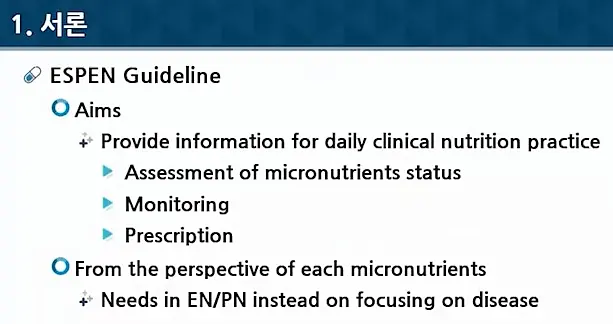 1. 서론
ESPEN Guideline
Aims
Provide information for daily clinical nutrition practice
Assessment of micronutrients status
Monitoring
Prescription
From the perspective of each micronutrients
Needs in EN/PN instead on focusing on disease